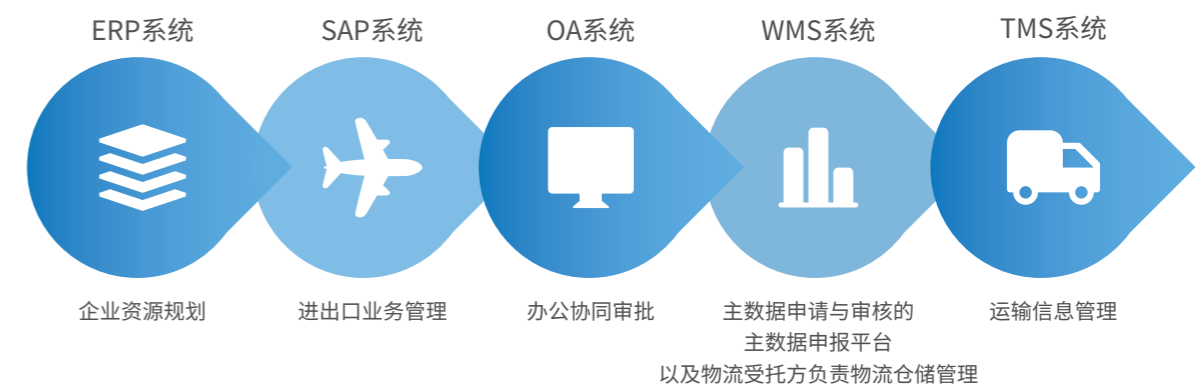 ERP系统
SAP系统
OA系统
WMS系统
TMS系统
企业资源规划
进出口业务管理
办公协同审批
主数据申请与审核的
主数据申报平台
以及物流受托方负责物流仓储管理
运输信息管理